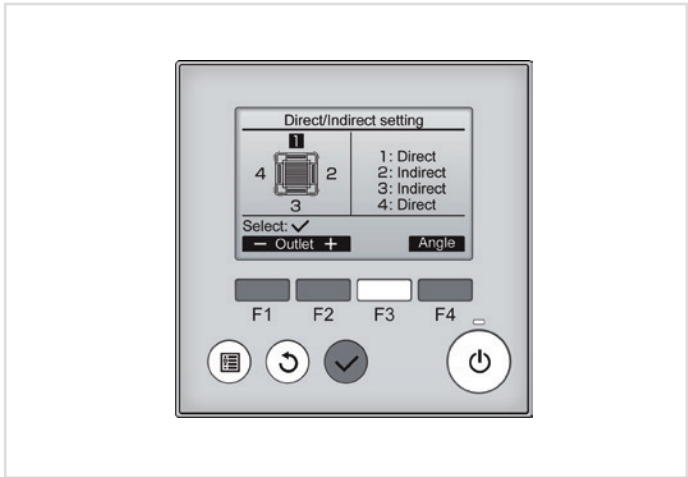 Direct/Indirect setting
1
4
2
3
1: Direct
2: Indirect
3: Indirect
4: Direct
Select: ✓
− Outlet +
Angle
F1 F2 F3 F4